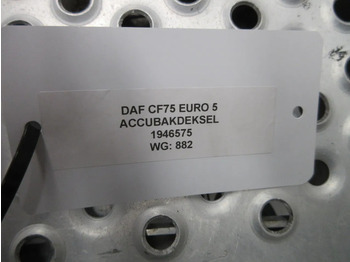 DAF CF75 EURO 5
ACCUBAKDEKSEL
1946575
WG: 882